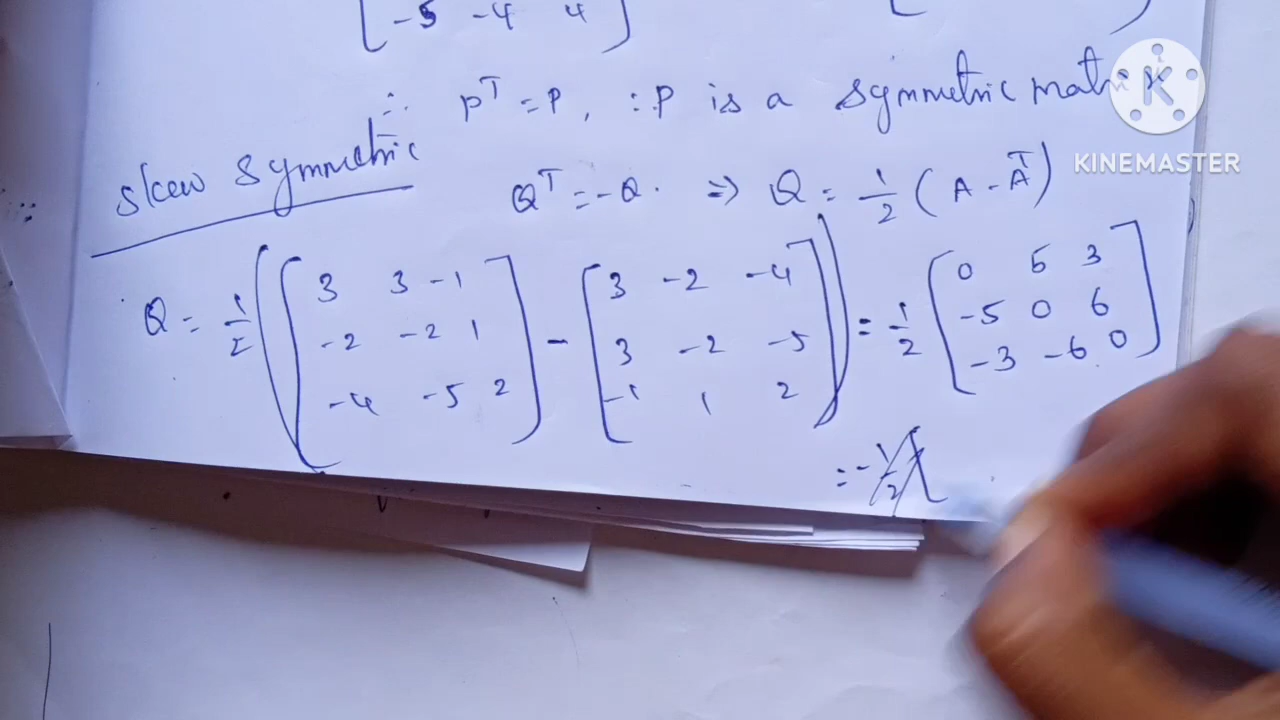 -5 -4 4
∴ P^T = P, ∴ P is a symmetric matrix
KINEMASTER
Skew Symmetric
Q^T = -Q. ⇒ Q = 1/2 (A - A^T)
Q = 1/2 ( [ 3 3 -1 ] - [ 3 -2 -4 ] ) = 1/2 [ 0 5 3 ]
[ -2 -2 1 ] [ 3 -2 -5 ] [ -5 0 6 ]
[ -4 -5 2 ] [ -1 1 2 ] [ -3 -6 0 ]